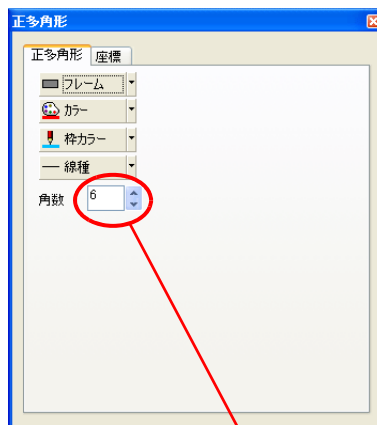 正多角形
正多角形 座標
フレーム
カラー
枠カラー
線種
角数 6